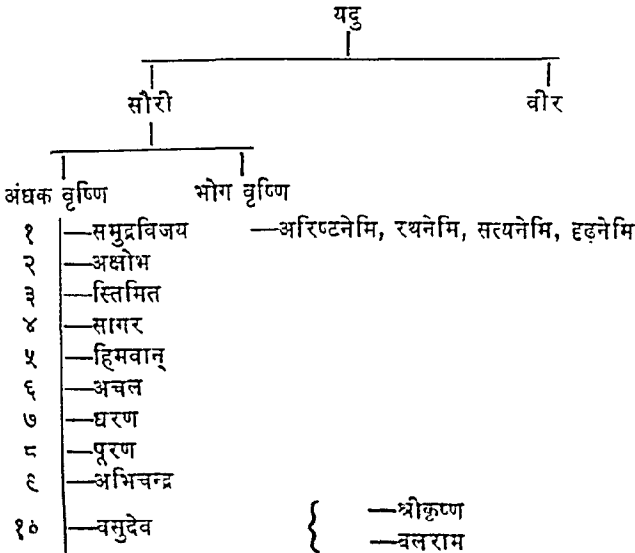 यदु
सौरी वीर
अंधक वृष्णि भोग वृष्णि
१ —समुद्रविजय —अरिष्टनेमि, रथनेमि, सत्यनेमि, दृढ़नेमि
२ —अक्षोभ
३ —स्तिमित
४ —सागर
५ —हिमवान्
६ —अचल
७ —धरण
८ —पूरण
९ —अभिचन्द्र
—श्रीकृष्ण
१० —वसुदेव {
—वलराम